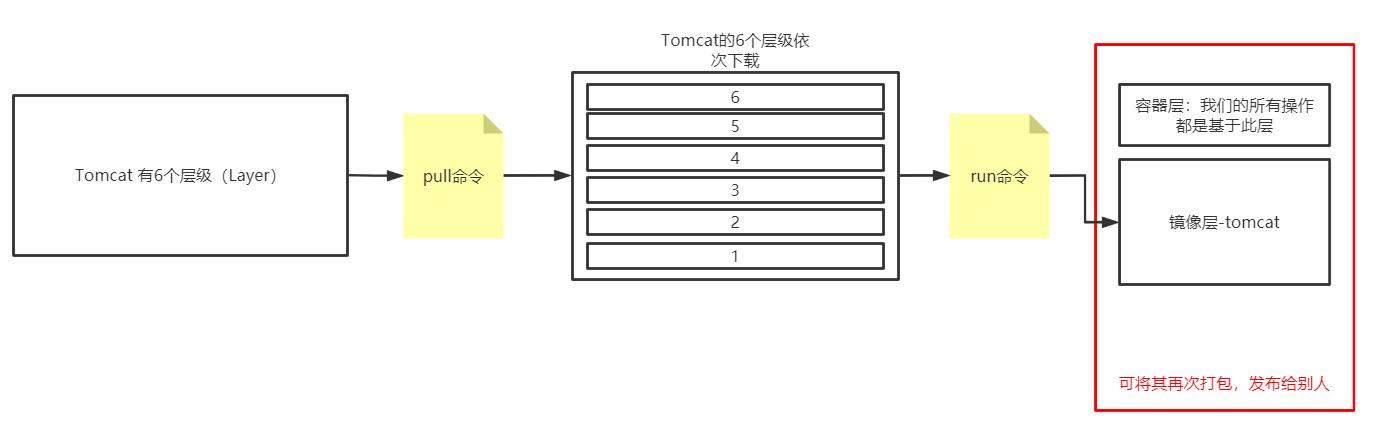 Tomcat 有6个层级（Layer）
pull命令
Tomcat的6个层级依
次下载
6
5
4
3
2
1
run命令
容器层：我们的所有操作
都是基于此层
镜像层-tomcat
可将其再次打包，发布给别人